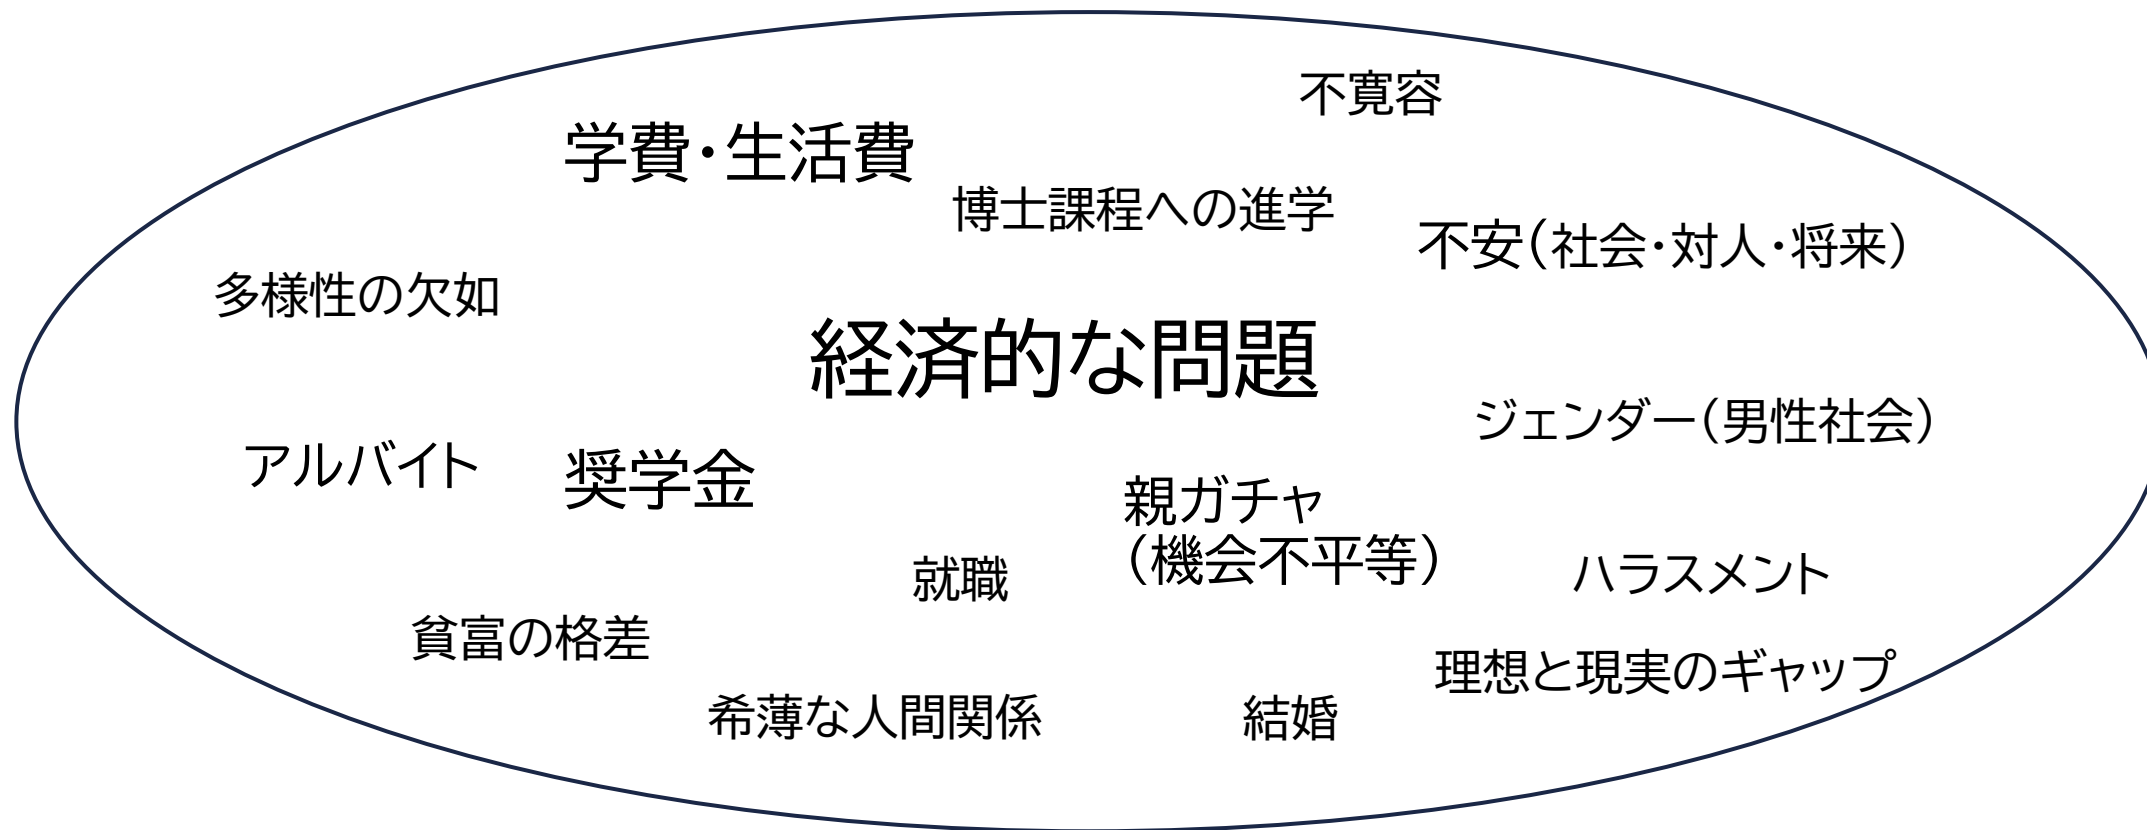 不寛容
学費・生活費
博士課程への進学
不安（社会・対人・将来）
多様性の欠如
経済的な問題
ジェンダー（男性社会）
アルバイト
奨学金
親ガチャ
（機会不平等）
就職
ハラスメント
貧富の格差
理想と現実のギャップ
希薄な人間関係
結婚